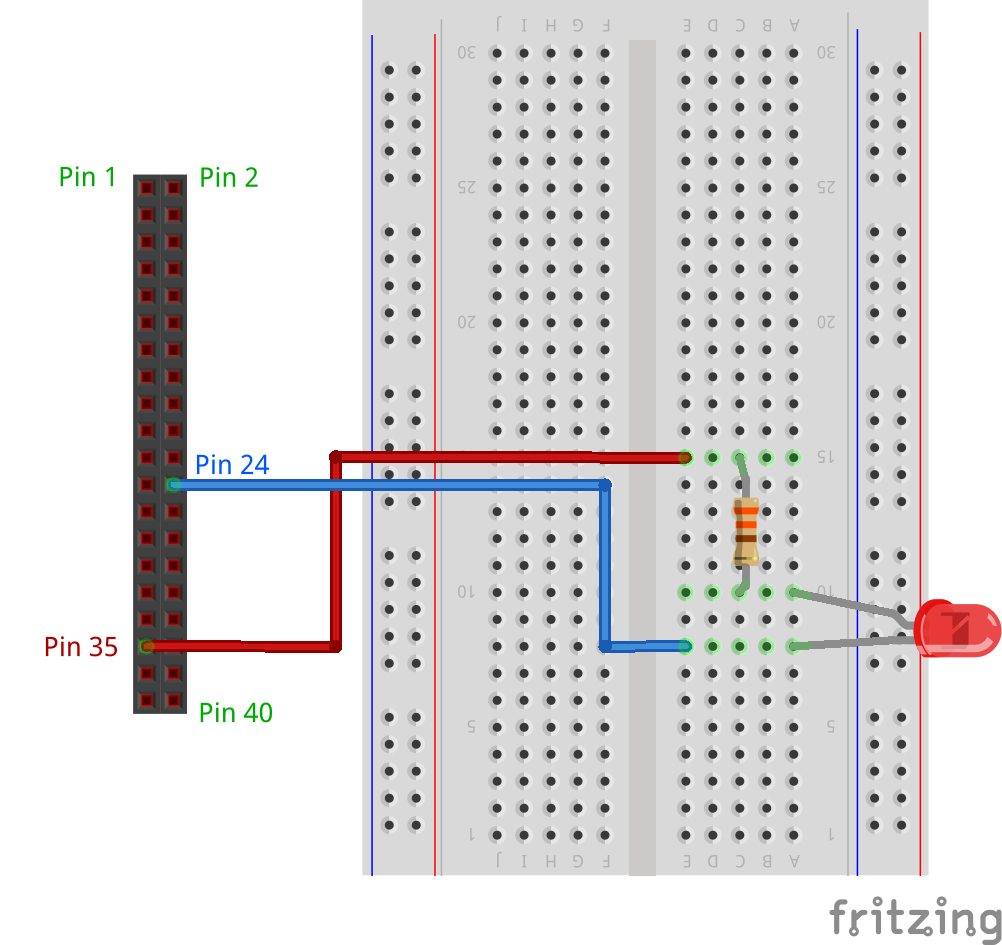 J I H G F E D C B A
30 30
Pin 1 Pin 2
25 25
20 20
15
Pin 24
10 10
Pin 35
Pin 40
5 5
1 1
J I H G F E D C B A
fritzing